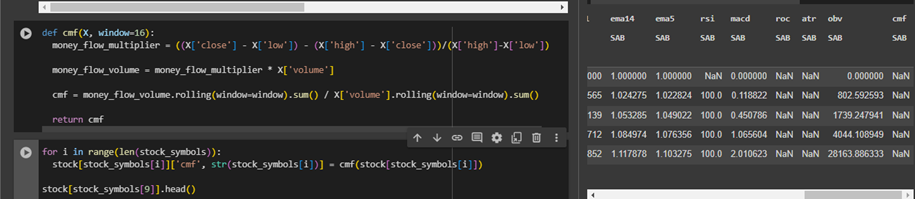 def cmf(X, window=16):
money_flow_multiplier = ((X['close'] - X['low']) - (X['high'] - X['close']))/(X['high']-X['low'])
money_flow_volume = money_flow_multiplier * X['volume']
cmf = money_flow_volume.rolling(window=window).sum() / X['volume'].rolling(window=window).sum()
return cmf
for i in range(len(stock_symbols)):
stock[stock_symbols[i]]['cmf', str(stock_symbols[i])] = cmf(stock[stock_symbols[i]])
stock[stock_symbols[9]].head()
ema14 ema5 rsi macd roc atr obv cmf
SAB SAB SAB SAB SAB SAB SAB SAB
000 1.000000 1.000000 NaN 0.000000 NaN NaN 0.000000 NaN
565 1.024275 1.022824 100.0 0.118822 NaN NaN 802.592593 NaN
139 1.053285 1.049022 100.0 0.450786 NaN NaN 1739.247941 NaN
712 1.084974 1.076356 100.0 1.065604 NaN NaN 4044.108949 NaN
852 1.117878 1.103275 100.0 2.010623 NaN NaN 28163.886333 NaN